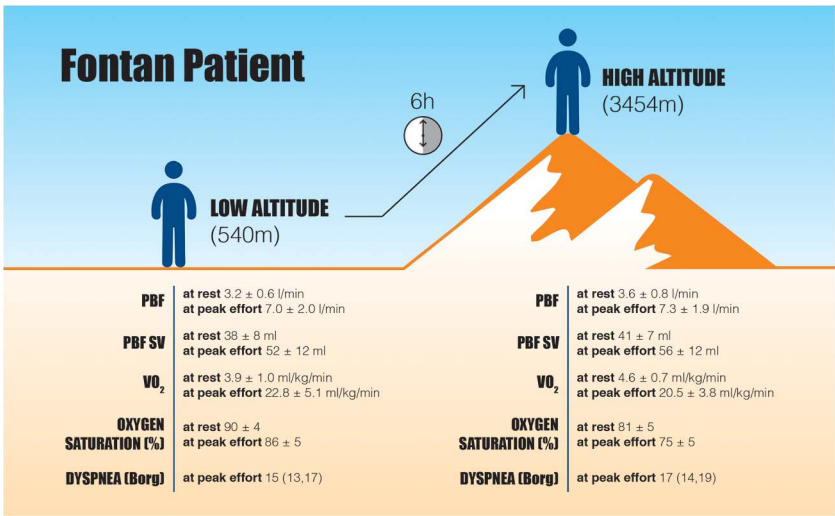 Fontan Patient
6h
HIGH ALTITUDE
(3454m)
LOW ALTITUDE
(540m)
PBF
at rest 3.2 ± 0.6 l/min
at peak effort 7.0 ± 2.0 l/min
PBF SV
at rest 38 ± 8 ml
at peak effort 52 ± 12 ml
VO₂
at rest 3.9 ± 1.0 ml/kg/min
at peak effort 22.8 ± 5.1 ml/kg/min
OXYGEN
SATURATION (%)
at rest 90 ± 4
at peak effort 86 ± 5
DYSPNEA (Borg)
at peak effort 15 (13,17)
PBF
at rest 3.6 ± 0.8 l/min
at peak effort 7.3 ± 1.9 l/min
PBF SV
at rest 41 ± 7 ml
at peak effort 56 ± 12 ml
VO₂
at rest 4.6 ± 0.7 ml/kg/min
at peak effort 20.5 ± 3.8 ml/kg/min
OXYGEN
SATURATION (%)
at rest 81 ± 5
at peak effort 75 ± 5
DYSPNEA (Borg)
at peak effort 17 (14,19)